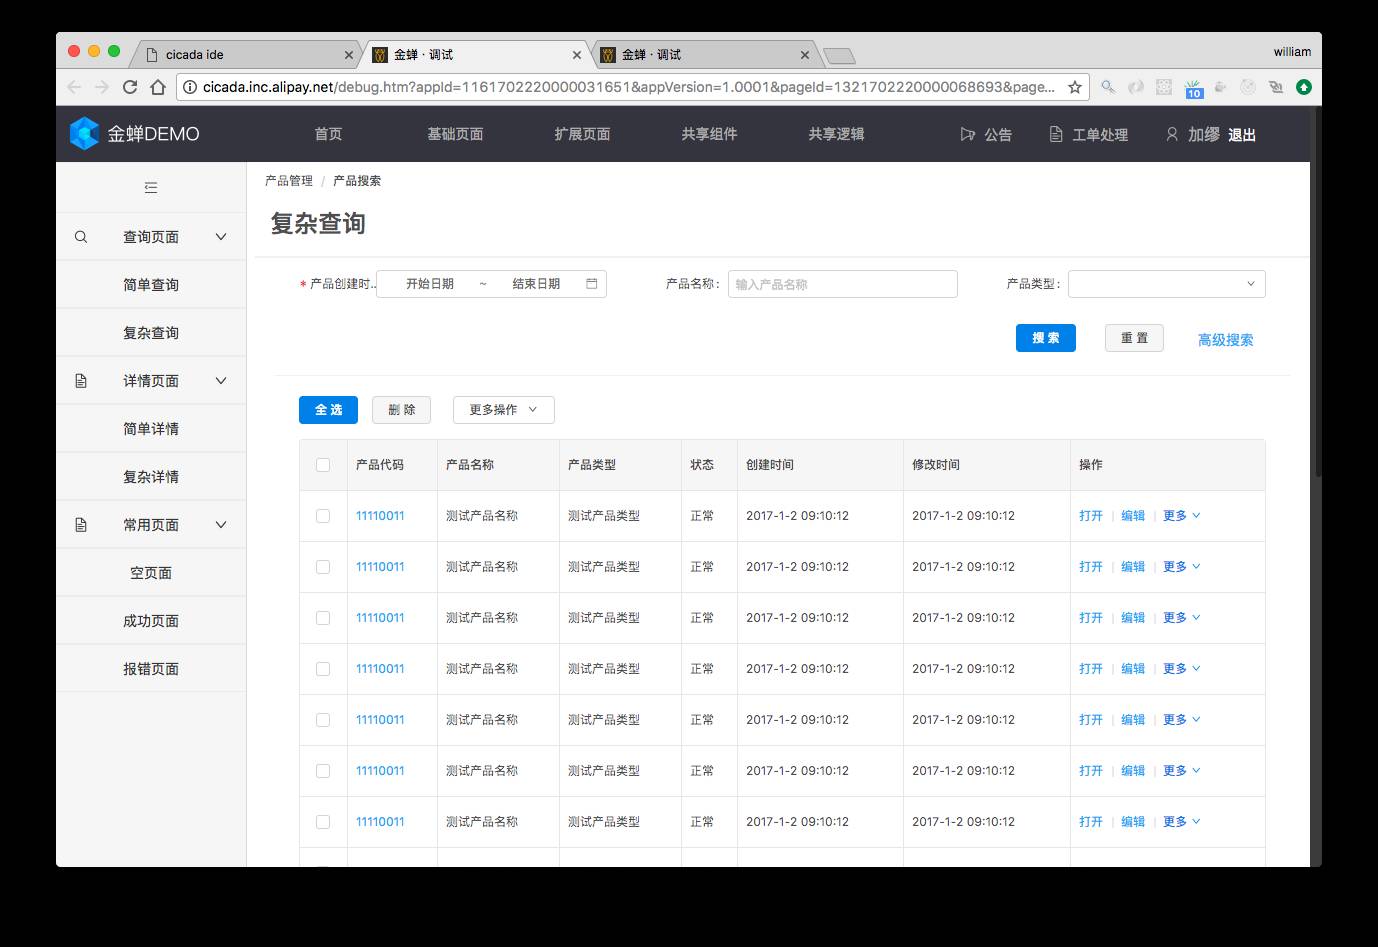 cicada ide
金蝉 · 调试
金蝉 · 调试
william
cicada.inc.alipay.net/debug.htm?appId=1161702220000031651&appVersion=1.0001&pageId=1321702220000068693&page...
10
金蝉DEMO
首页
基础页面
扩展页面
共享组件
共享逻辑
公告
工单处理
加缪 退出
查询页面
简单查询
复杂查询
详情页面
简单详情
复杂详情
常用页面
空页面
成功页面
报错页面
产品管理 / 产品搜索
复杂查询
* 产品创建时.. 开始日期 ~ 结束日期 产品名称: 输入产品名称 产品类型:
搜 索 重 置 高级搜索
全 选 删 除 更多操作
产品代码 产品名称 产品类型 状态 创建时间 修改时间 操作
11110011 测试产品名称 测试产品类型 正常 2017-1-2 09:10:12 2017-1-2 09:10:12 打开 | 编辑 | 更多
11110011 测试产品名称 测试产品类型 正常 2017-1-2 09:10:12 2017-1-2 09:10:12 打开 | 编辑 | 更多
11110011 测试产品名称 测试产品类型 正常 2017-1-2 09:10:12 2017-1-2 09:10:12 打开 | 编辑 | 更多
11110011 测试产品名称 测试产品类型 正常 2017-1-2 09:10:12 2017-1-2 09:10:12 打开 | 编辑 | 更多
11110011 测试产品名称 测试产品类型 正常 2017-1-2 09:10:12 2017-1-2 09:10:12 打开 | 编辑 | 更多
11110011 测试产品名称 测试产品类型 正常 2017-1-2 09:10:12 2017-1-2 09:10:12 打开 | 编辑 | 更多
11110011 测试产品名称 测试产品类型 正常 2017-1-2 09:10:12 2017-1-2 09:10:12 打开 | 编辑 | 更多